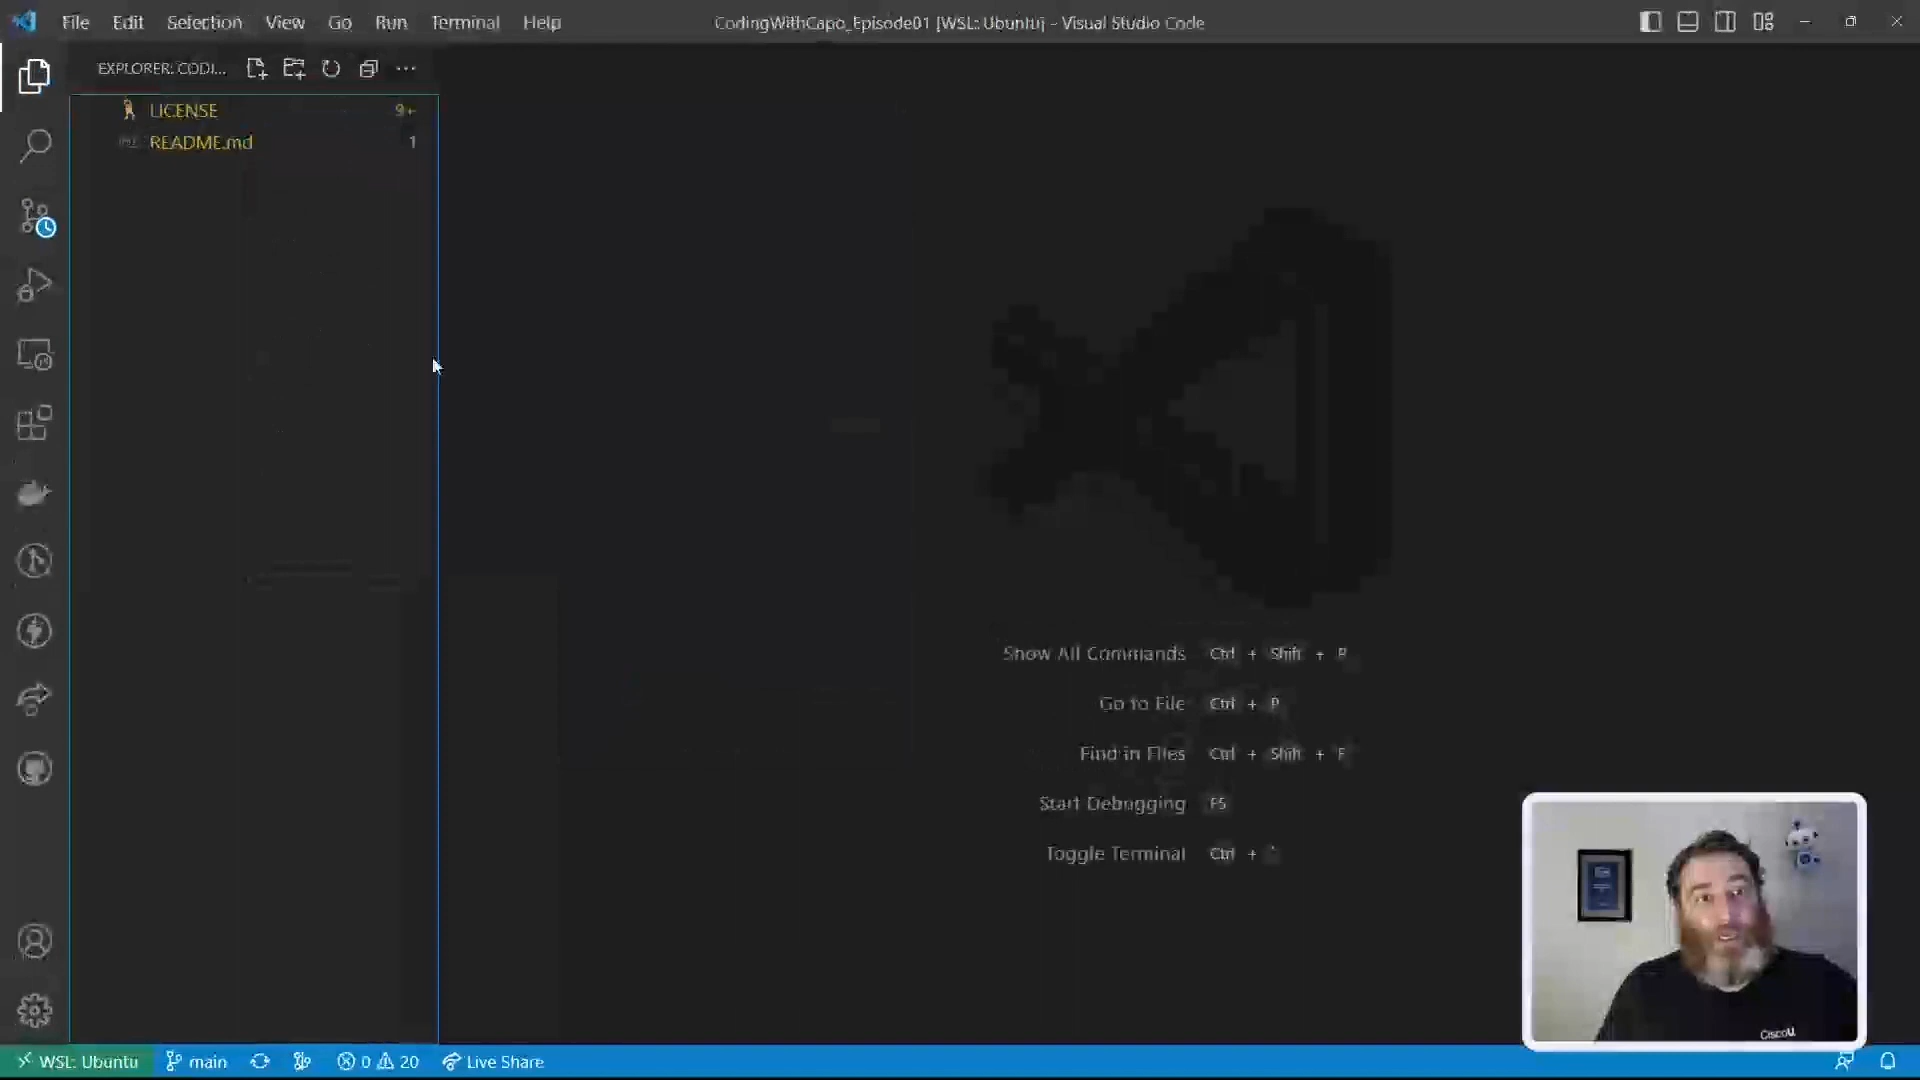 File Edit Selection View Go Run Terminal Help
CodingWithCapo_Episode01 [WSL: Ubuntu] - Visual Studio Code
EXPLORER: CODI...
LICENSE 9+
README.md 1
Show All Commands Ctrl + Shift + P
Go to File Ctrl + P
Find in Files Ctrl + Shift + F
Start Debugging F5
Toggle Terminal Ctrl + `
CiscoU.
WSL: Ubuntu main 0 20 Live Share